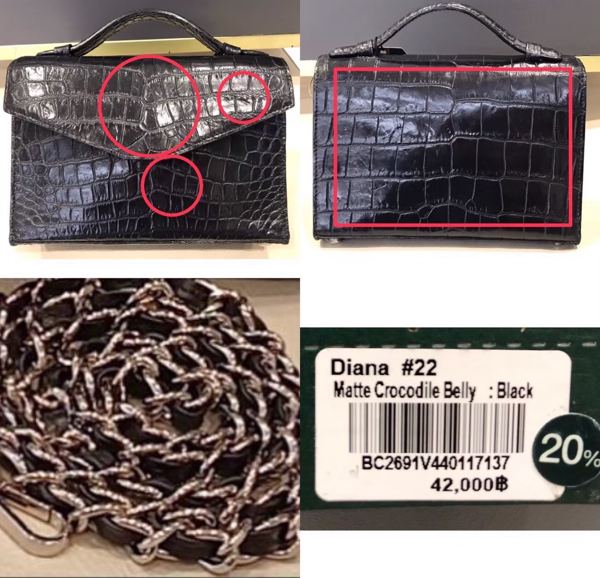 Diana #22
Matte Crocodile Belly : Black
BC2691V440117137
42,000฿
20%